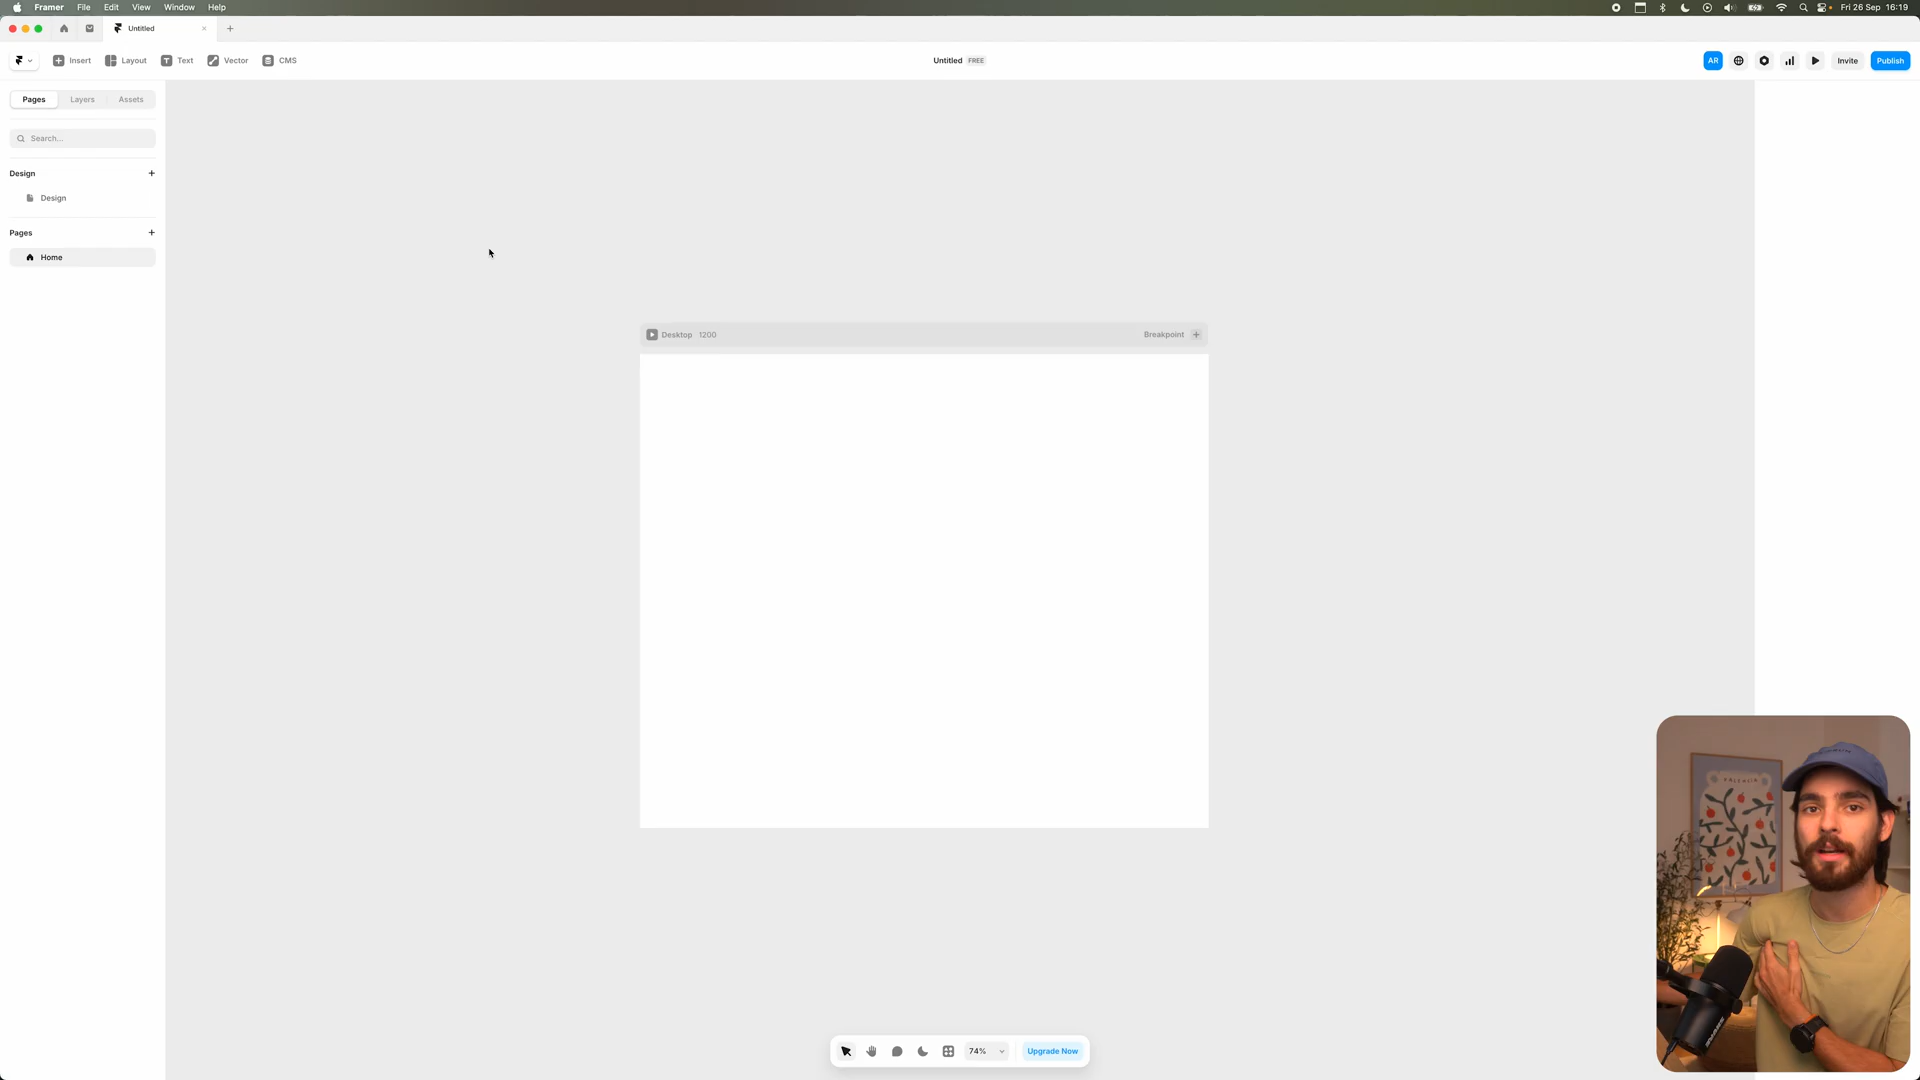 Framer File Edit View Window Help
Fri 26 Sep 16:19
Untitled
Insert Layout Text Vector CMS
Untitled FREE
AR Invite Publish
Pages Layers Assets
Search...
Design
Design
Pages
Home
Desktop 1200
Breakpoint
VALENCIA
74% Upgrade Now